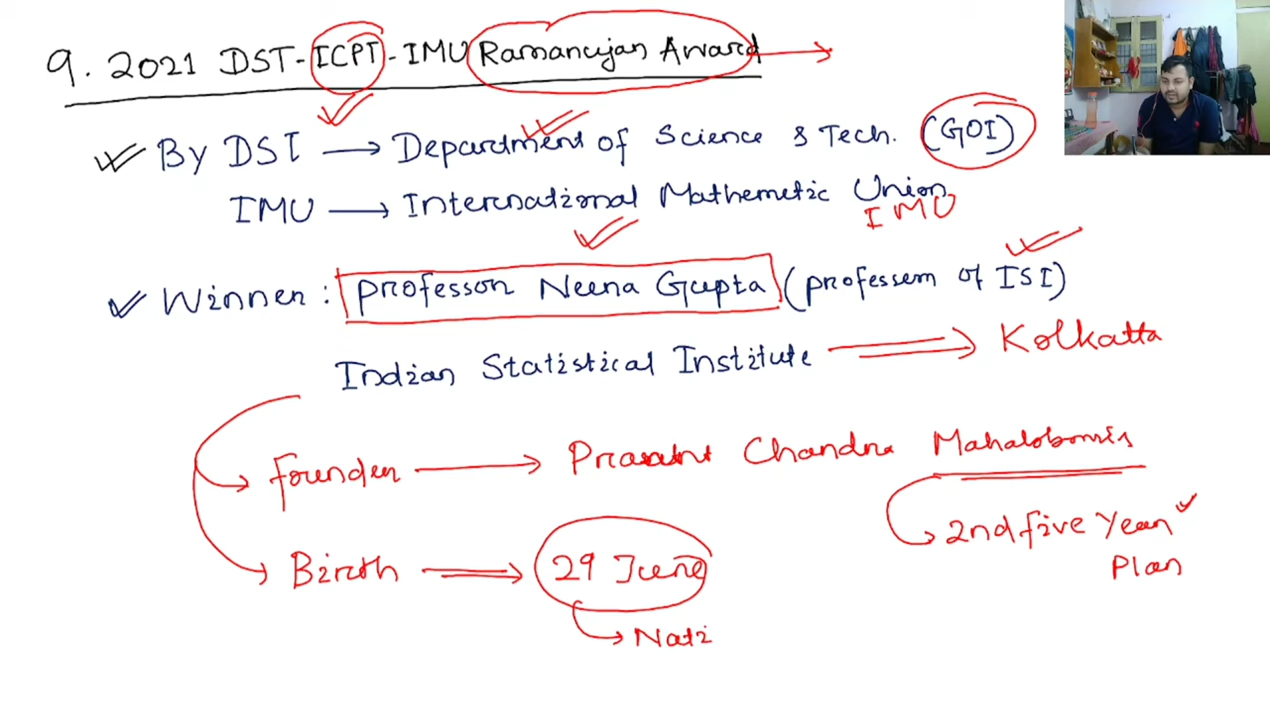 9. 2021 DST-ICPT-IMU Ramanujan Award
By DST → Department of Science & Tech. (GOI)
IMU → International Mathemetic Union
IMU
Winner : Professor Neena Gupta (professem of ISI)
Indian Statistical Institute ⟹ Kolkatta
Founder → Prasant Chandra Mahalobomis
2nd five Year
Plan
Birth ⟹ 29 June
Nati